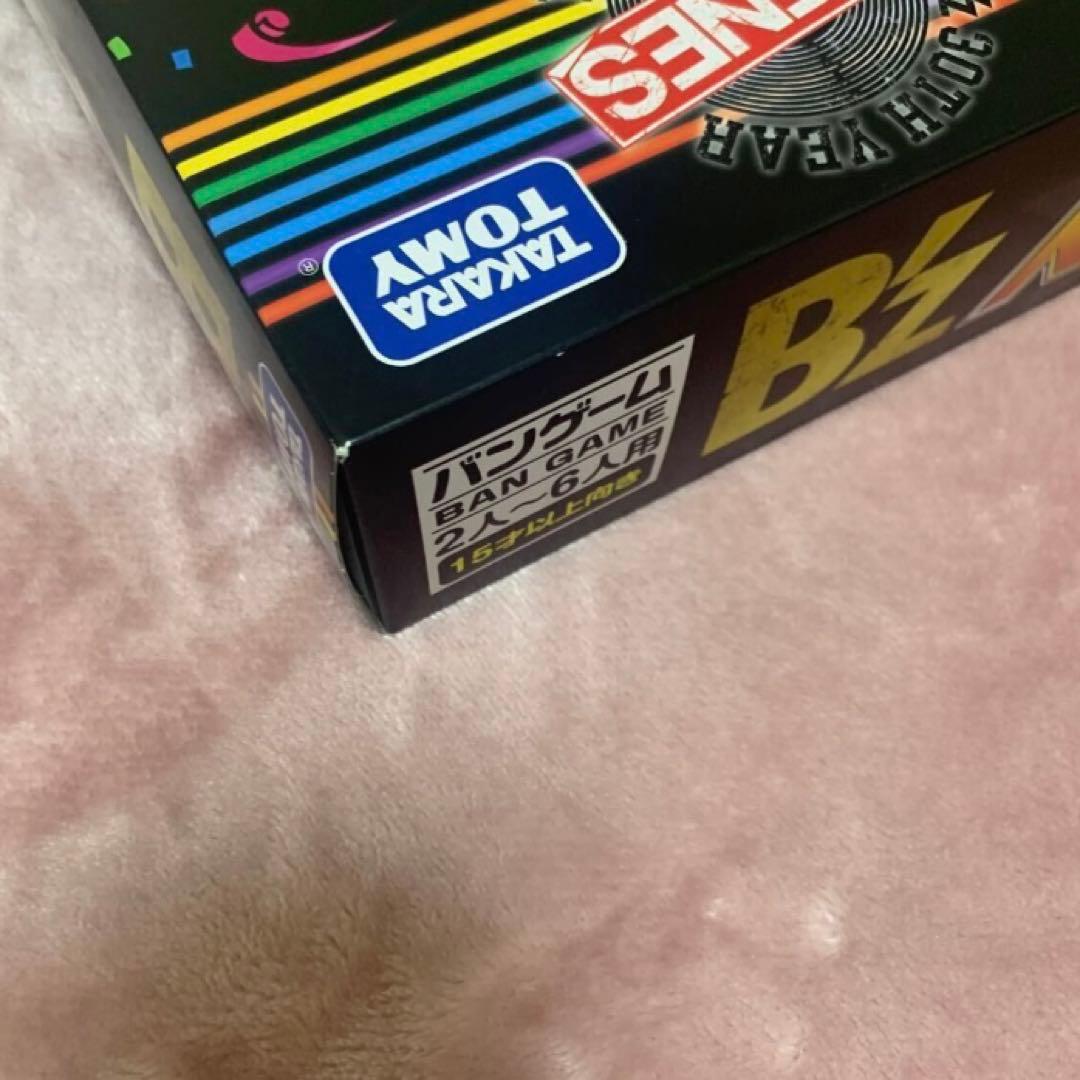 TAKARA
TOMY
®
30TH YEAR
B'z
バンゲーム
BAN GAME
2人〜6人用
15才以上向き